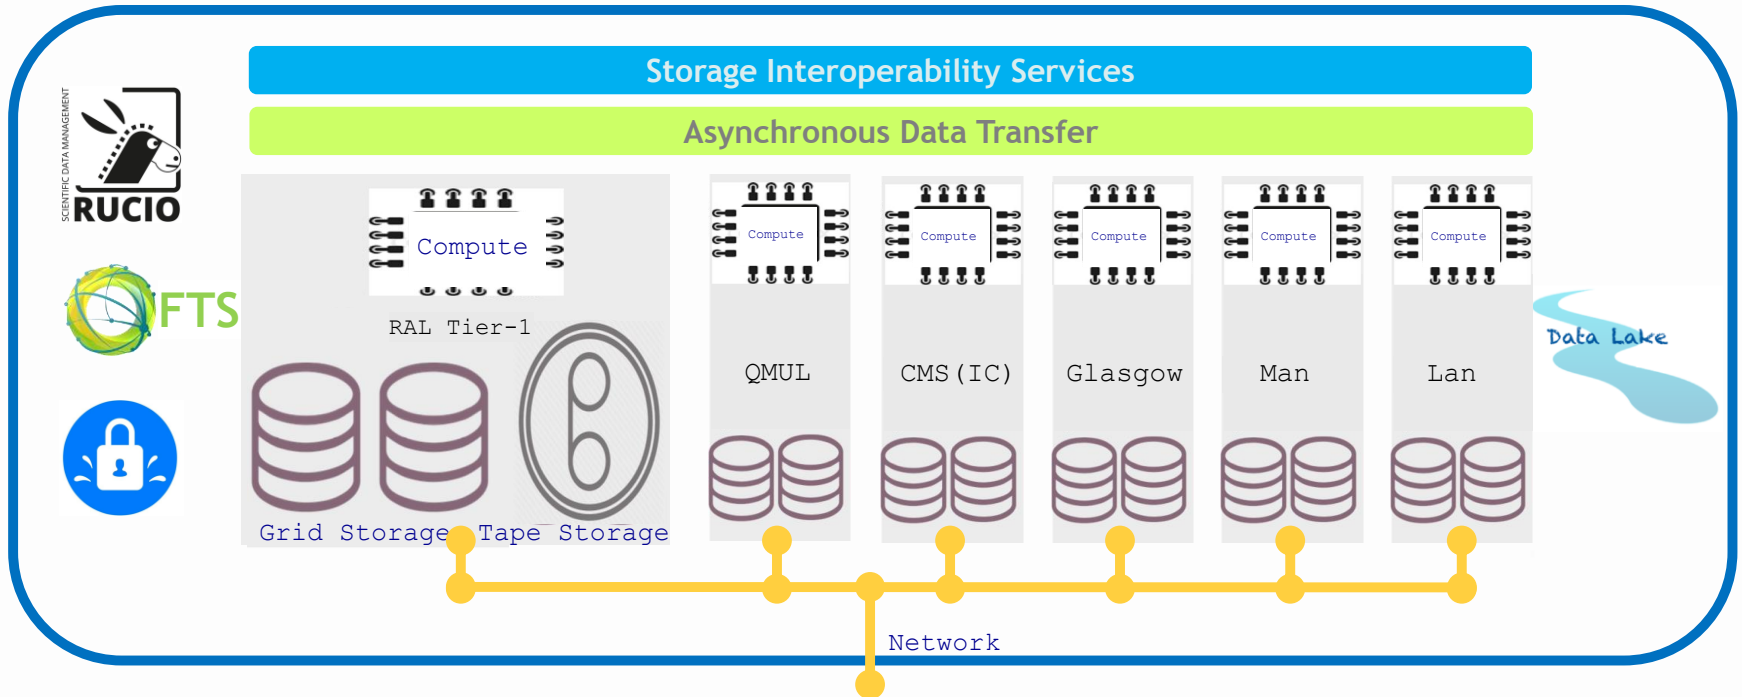 Storage Interoperability Services
Asynchronous Data Transfer
SCIENTIFIC DATA MANAGEMENT
RUCIO
FTS
Compute
RAL Tier-1
Grid Storage
Tape Storage
Compute
QMUL
Compute
CMS(IC)
Compute
Glasgow
Compute
Man
Compute
Lan
Data Lake
Network